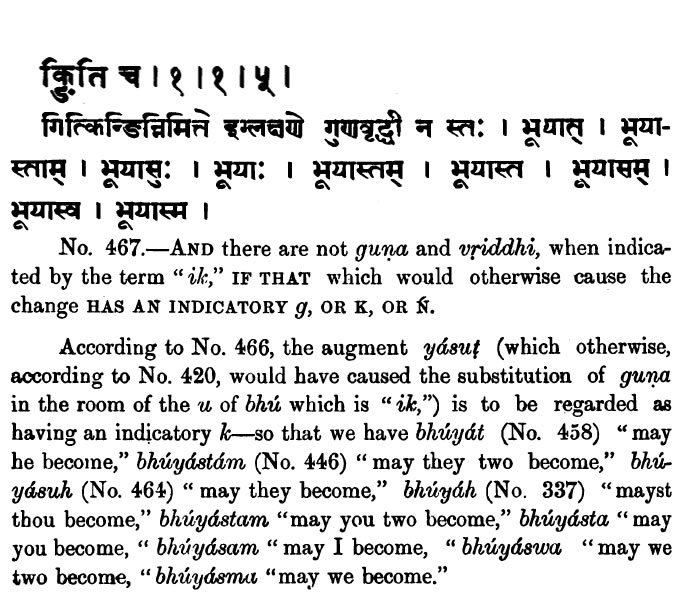 क्ङिति च । १ । १ । ५ ।
गित्किन्ङिन्निमित्ते इग्लक्षणे गुणवृद्धी न स्तः । भूयात् । भूया-
स्ताम् । भूयासुः । भूयाः । भूयास्तम् । भूयास्त । भूयासम् ।
भूयास्व । भूयास्म ।
No. 467.—AND there are not guṇa and vṛiddhi, when indica-
ted by the term “ik,” IF THAT which would otherwise cause the
change HAS AN INDICATORY g, OR K, OR Ṅ.
According to No. 466, the augment yásuṭ (which otherwise,
according to No. 420, would have caused the substitution of guṇa
in the room of the u of bhú which is “ik,”) is to be regarded as
having an indicatory k—so that we have bhúyát (No. 458) “may
he become,” bhúyástám (No. 446) “may they two become,” bhú-
yásuh (No. 464) “may they become,” bhúyáh (No. 337) “mayst
thou become,” bhúyástam “may you two become,” bhúyásta “may
you become, “ bhúyásam “may I become, “bhúyáswa “may we
two become, “bhúyásma “may we become.”